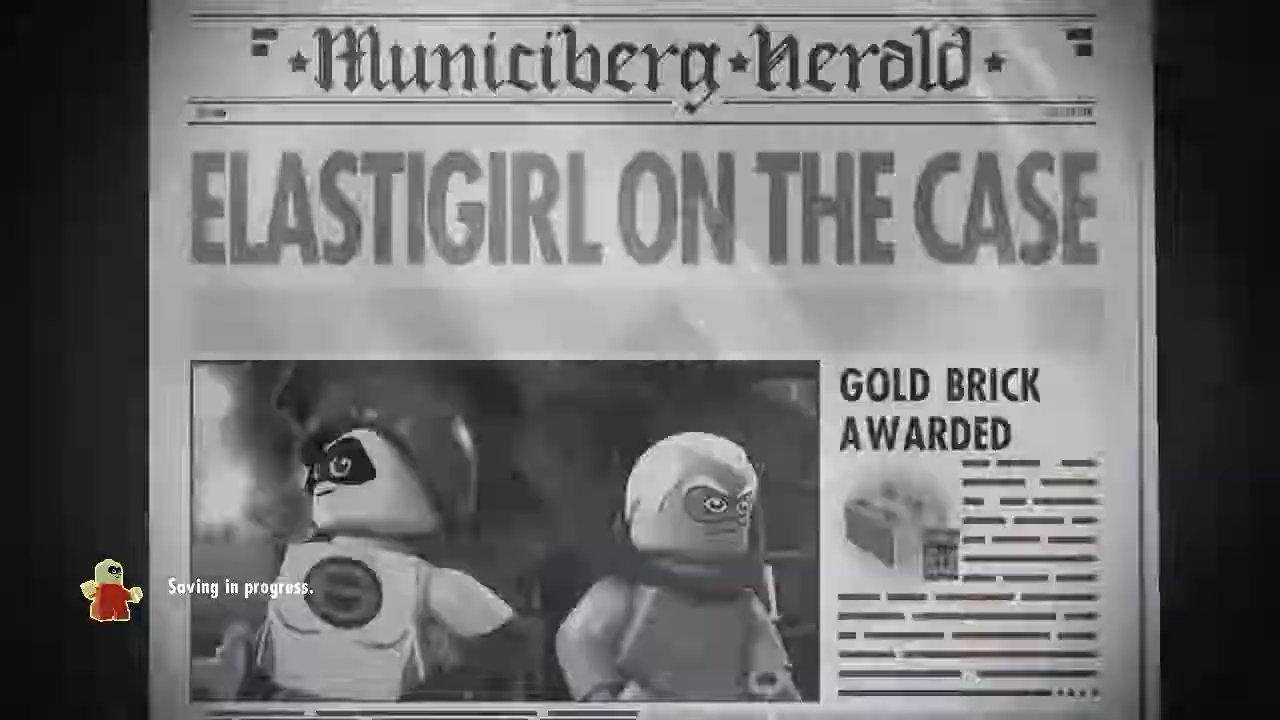 Municiberg Herald
ELASTIGIRL ON THE CASE
GOLD BRICK
AWARDED
Saving in progress.